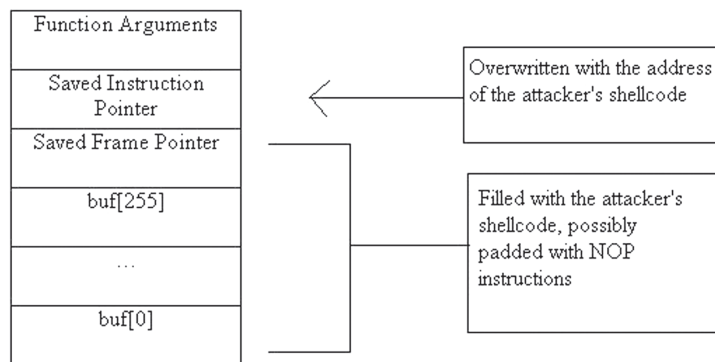 Function Arguments
Saved Instruction
Pointer
Saved Frame Pointer
buf[255]
...
buf[0]
Overwritten with the address
of the attacker's shellcode
Filled with the attacker's
shellcode, possibly
padded with NOP
instructions